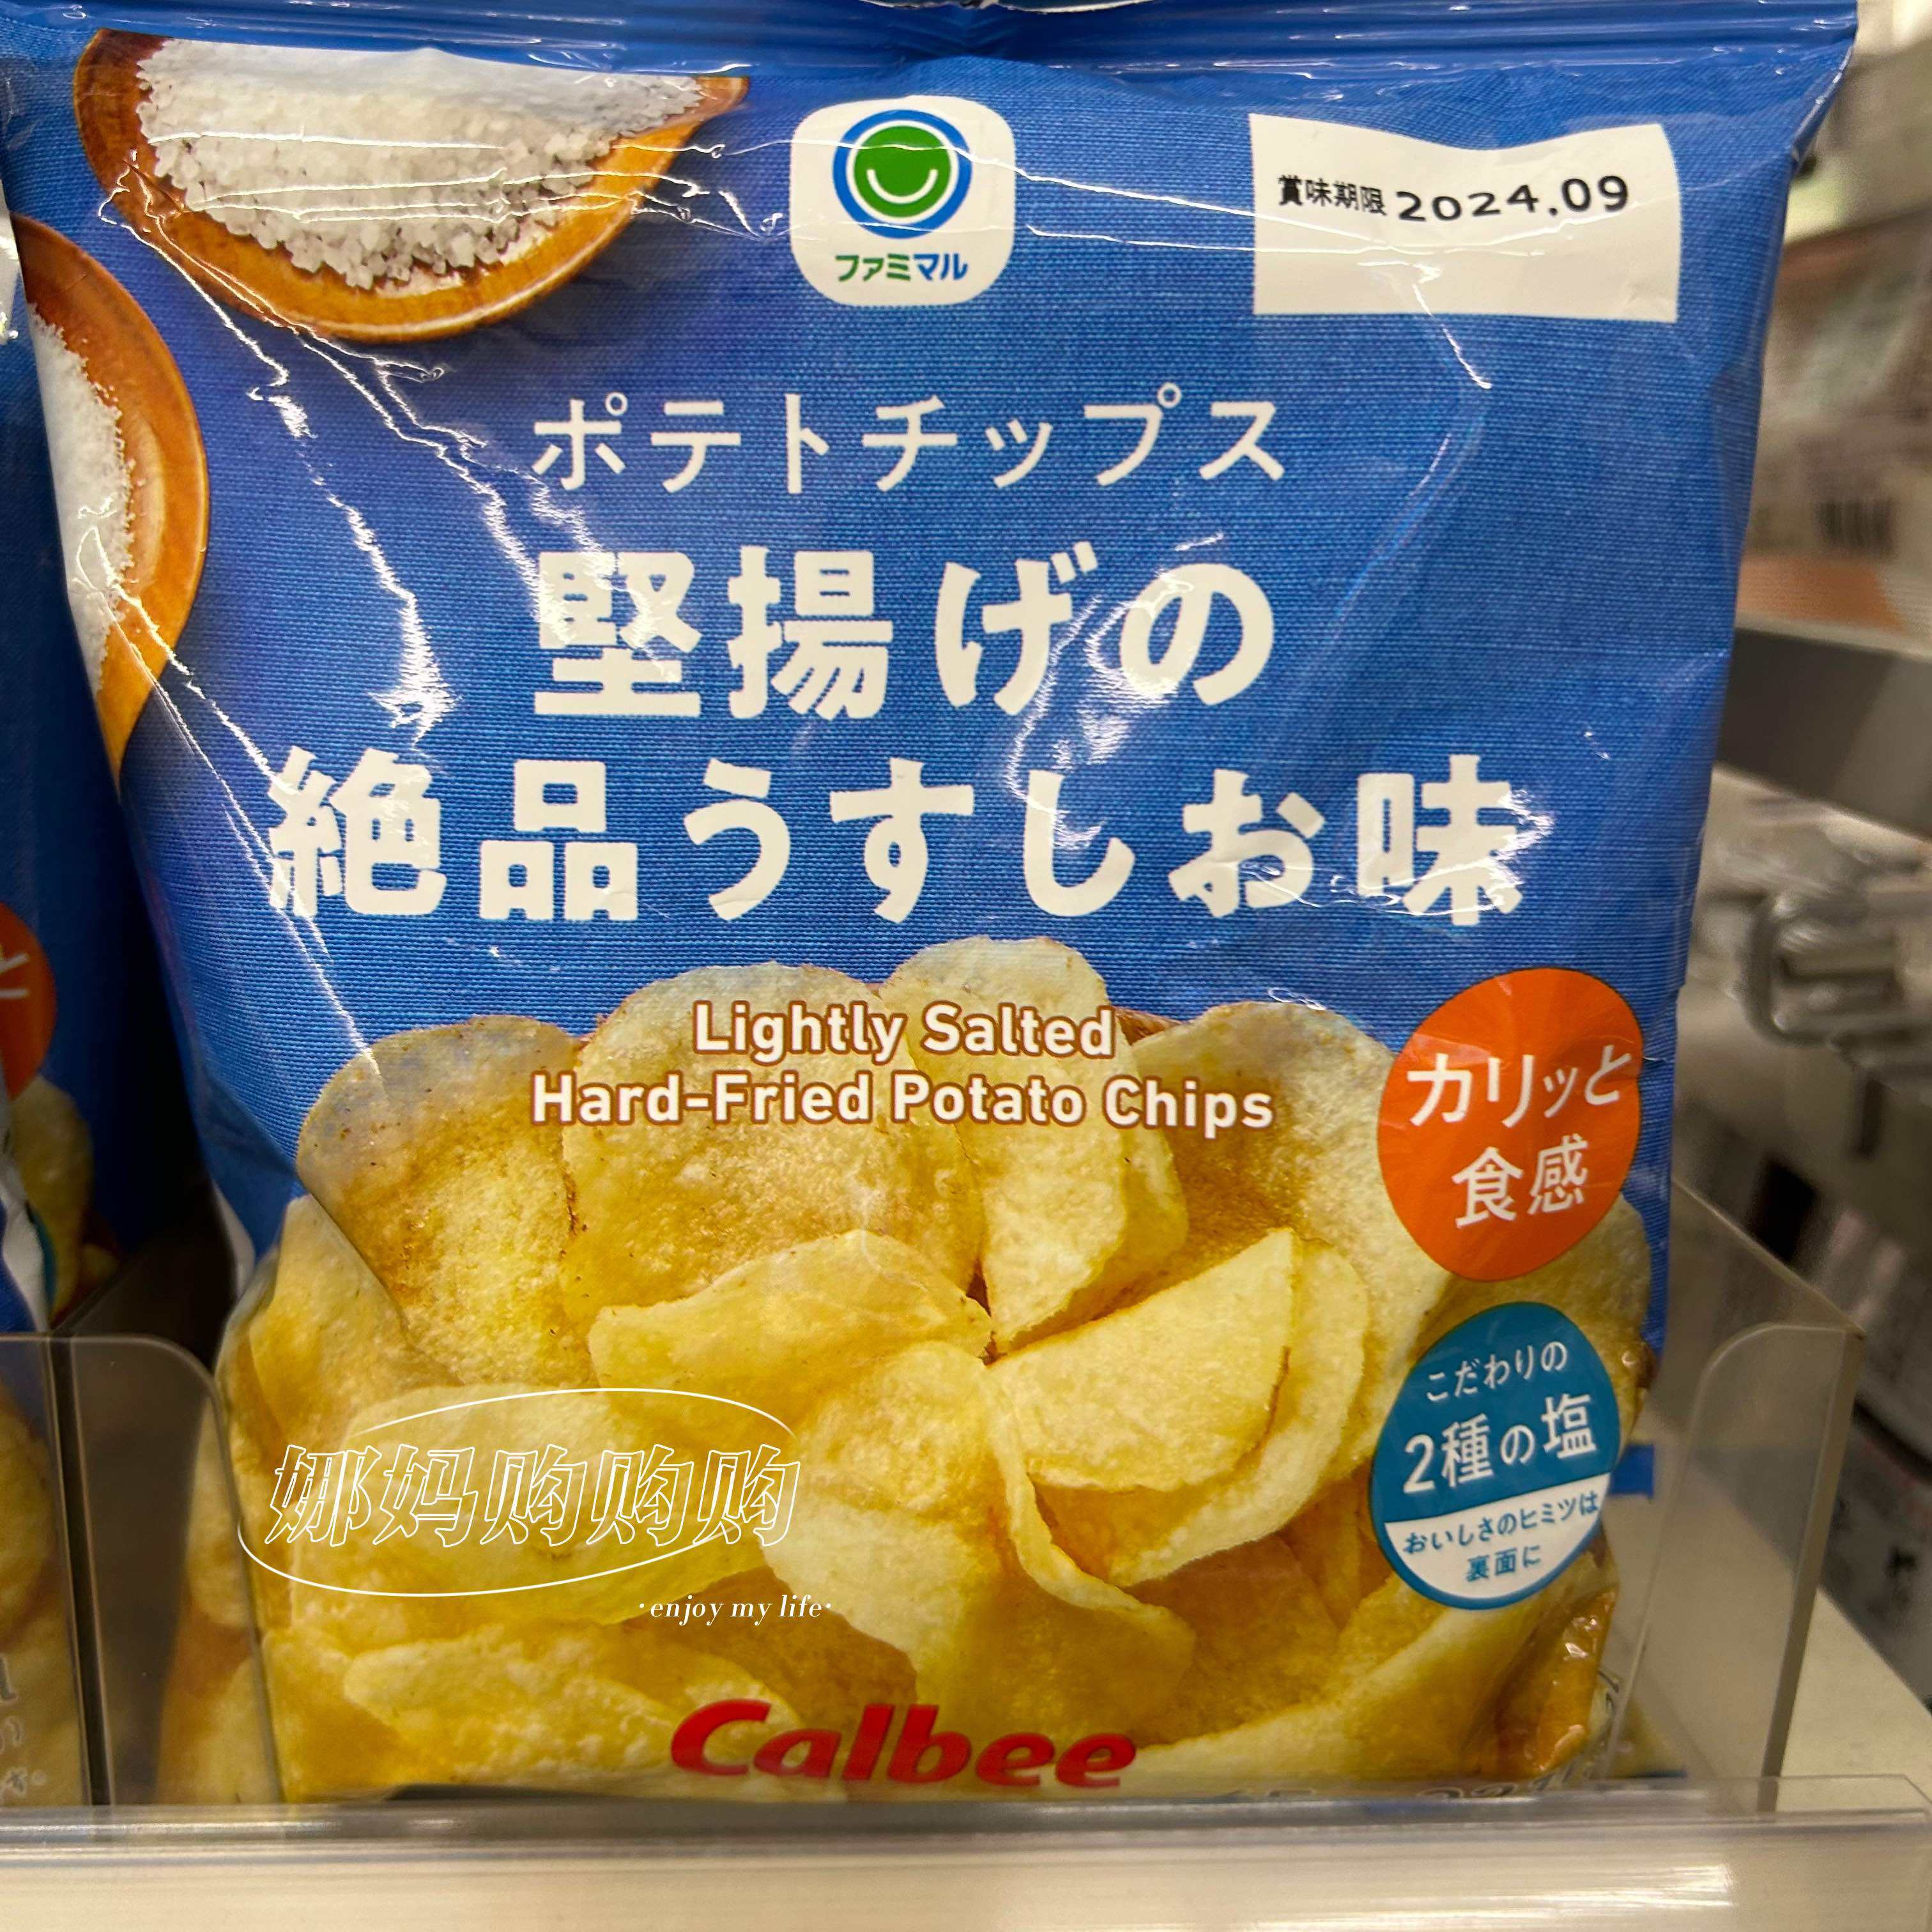 ファミマル
賞味期限 2024.09
ポテトチップス
堅揚げの
絶品うすしお味
Lightly Salted
Hard-Fried Potato Chips
カリッと
食感
こだわりの
2種の塩
おいしさのヒミツは
裏面に
娜妈购购购
·enjoy my life·
Calbee